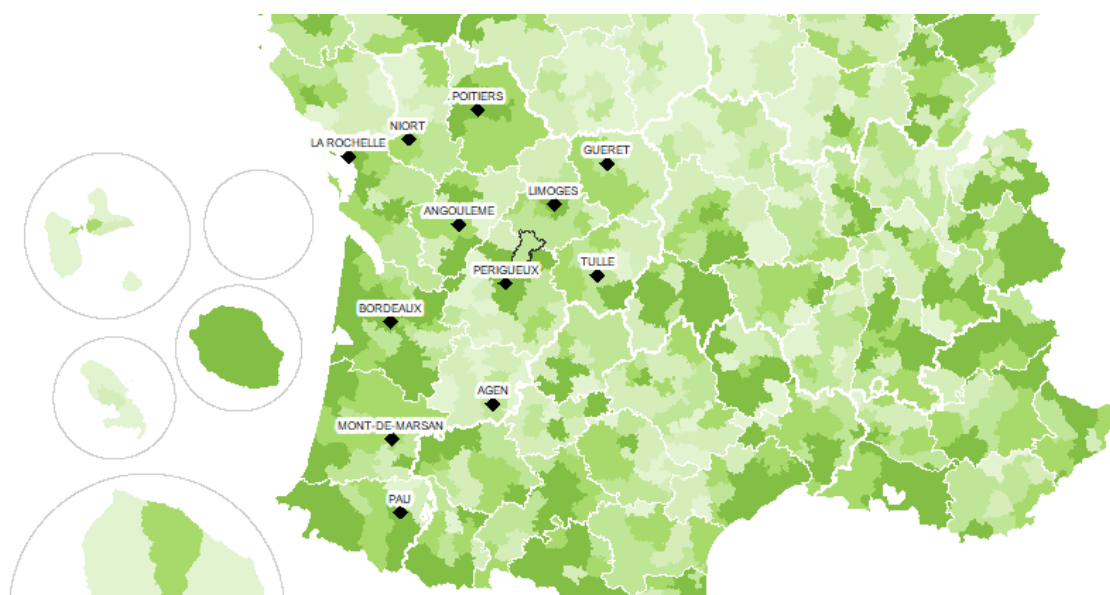 POITIERS
NIORT
LA ROCHELLE
GUERET
LIMOGES
ANGOULEME
TULLE
PERIGUEUX
BORDEAUX
AGEN
MONT-DE-MARSAN
PAU